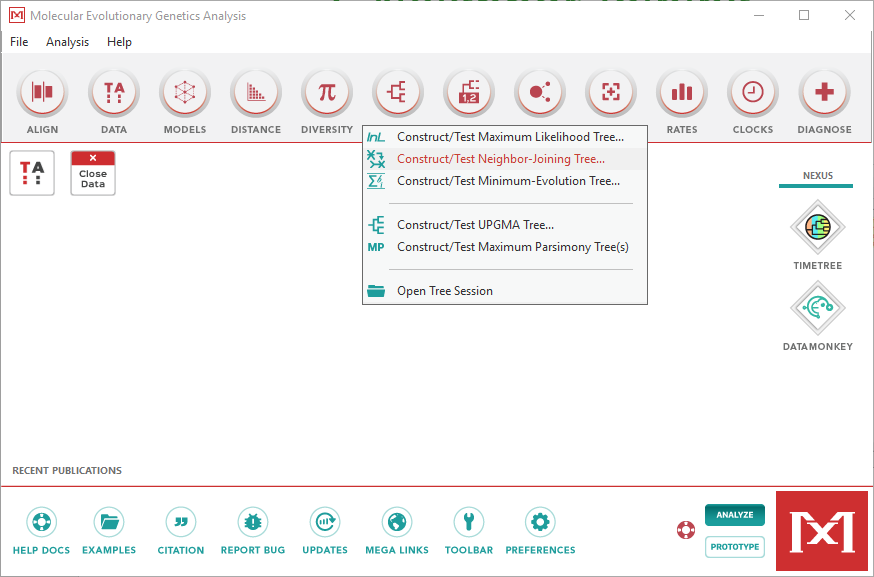 Molecular Evolutionary Genetics Analysis
File Analysis Help
TA π 1,2
ALIGN DATA MODELS DISTANCE DIVERSITY RATES CLOCKS DIAGNOSE
lnL Construct/Test Maximum Likelihood Tree...
Construct/Test Neighbor-Joining Tree...
Construct/Test Minimum-Evolution Tree...
Construct/Test UPGMA Tree...
MP Construct/Test Maximum Parsimony Tree(s)
Open Tree Session
TA
Close
Data
NEXUS
TIMETREE
DATAMONKEY
RECENT PUBLICATIONS
HELP DOCS EXAMPLES CITATION REPORT BUG UPDATES MEGA LINKS TOOLBAR PREFERENCES
ANALYZE
PROTOTYPE